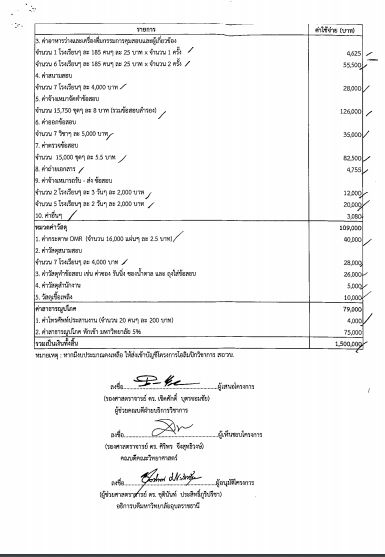 รายการ ค่าใช้จ่าย (บาท)
3. ค่าอาหารว่างและเครื่องดื่มกรรมการคุมสอบและผู้เกี่ยวข้อง
จำนวน 1 โรงเรียนๆ ละ 185 คนๆ ละ 25 บาท x จำนวน 1 ครั้ง 4,625
จำนวน 6 โรงเรียนๆ ละ 185 คนๆ ละ 25 บาท x จำนวน 2 ครั้ง 55,500
4. ค่าสนามสอบ
จำนวน 7 โรงเรียนๆ ละ 4,000 บาท 28,000
5. ค่าจ้างเหมาจัดทำข้อสอบ
จำนวน 15,750 ชุดๆ ละ 8 บาท (รวมข้อสอบสำรอง) 126,000
6. ค่าออกข้อสอบ
จำนวน 7 วิชาๆ ละ 5,000 บาท 35,000
7. ค่าตรวจข้อสอบ
จำนวน 15,000 ชุดๆ ละ 5.5 บาท 82,500
8. ค่าถ่ายเอกสาร 4,755
9. ค่าจ้างเหมารถรับ - ส่ง ข้อสอบ
จำนวน 2 โรงเรียนๆ ละ 3 วันๆ ละ 2,000 บาท 12,000
จำนวน 5 โรงเรียนๆ ละ 2 วันๆ ละ 2,000 บาท 20,000
10. ค่าอื่นๆ 3,080
หมวดค่าวัสดุ 109,000
1. ค่ากระดาษ OMR (จำนวน 16,000 แผ่นๆ ละ 2.5 บาท) 40,000
2. ค่าวัสดุสนามสอบ
จำนวน 7 โรงเรียนๆ ละ 4,000 บาท 28,000
3. ค่าวัสดุทำข้อสอบ เช่น ค่าซอง ซองน้ำตาล และ ถุงใส่ข้อสอบ 26,000
4. ค่าวัสดุสำนักงาน 5,000
5. วัสดุเชื้อเพลิง 10,000
ค่าสาธารณูปโภค 79,000
1. ค่าโทรศัพท์ประสานงาน (จำนวน 20 คนๆ ละ 200 บาท) 4,000
2. ค่าสาธารณูปโภค หักเข้า มหาวิทยาลัย 5% 75,000
รวมเป็นเงินทั้งสิ้น 1,500,000
หมายเหตุ : หากมีงบประมาณคงเหลือ ให้ส่งเข้าบัญชีโครงการโอลิมปิกวิชาการ สอวน.
ลงชื่อ ผู้เสนอโครงการ
(รองศาสตราจารย์ ดร. เชิดศักดิ์ บุตรจอมชัย)
ผู้ช่วยคณบดีฝ่ายบริการวิชาการ
ลงชื่อ ผู้เห็นชอบโครงการ
(รองศาสตราจารย์ ดร. ศิริพร จึงสุทธิวงษ์)
คณบดีคณะวิทยาศาสตร์
ลงชื่อ ผู้อนุมัติโครงการ
(ผู้ช่วยศาสตราจารย์ ดร. ชุตินันท์ ประสิทธิ์ภูริปรีชา)
อธิการบดีมหาวิทยาลัยอุบลราชธานี